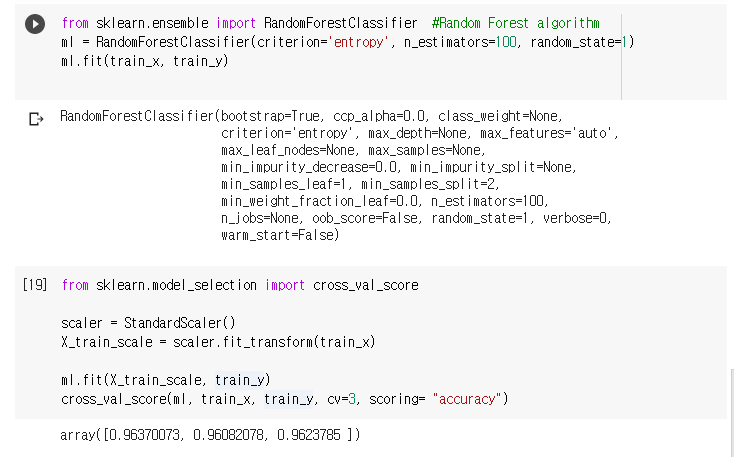 from sklearn.ensemble import RandomForestClassifier  #Random Forest algorithm
ml = RandomForestClassifier(criterion='entropy', n_estimators=100, random_state=1)
ml.fit(train_x, train_y)
RandomForestClassifier(bootstrap=True, ccp_alpha=0.0, class_weight=None,
criterion='entropy', max_depth=None, max_features='auto',
max_leaf_nodes=None, max_samples=None,
min_impurity_decrease=0.0, min_impurity_split=None,
min_samples_leaf=1, min_samples_split=2,
min_weight_fraction_leaf=0.0, n_estimators=100,
n_jobs=None, oob_score=False, random_state=1, verbose=0,
warm_start=False)
[19] from sklearn.model_selection import cross_val_score
scaler = StandardScaler()
X_train_scale = scaler.fit_transform(train_x)
ml.fit(X_train_scale, train_y)
cross_val_score(ml, train_x, train_y, cv=3, scoring= "accuracy")
array([0.96370073, 0.96082078, 0.9623785 ])